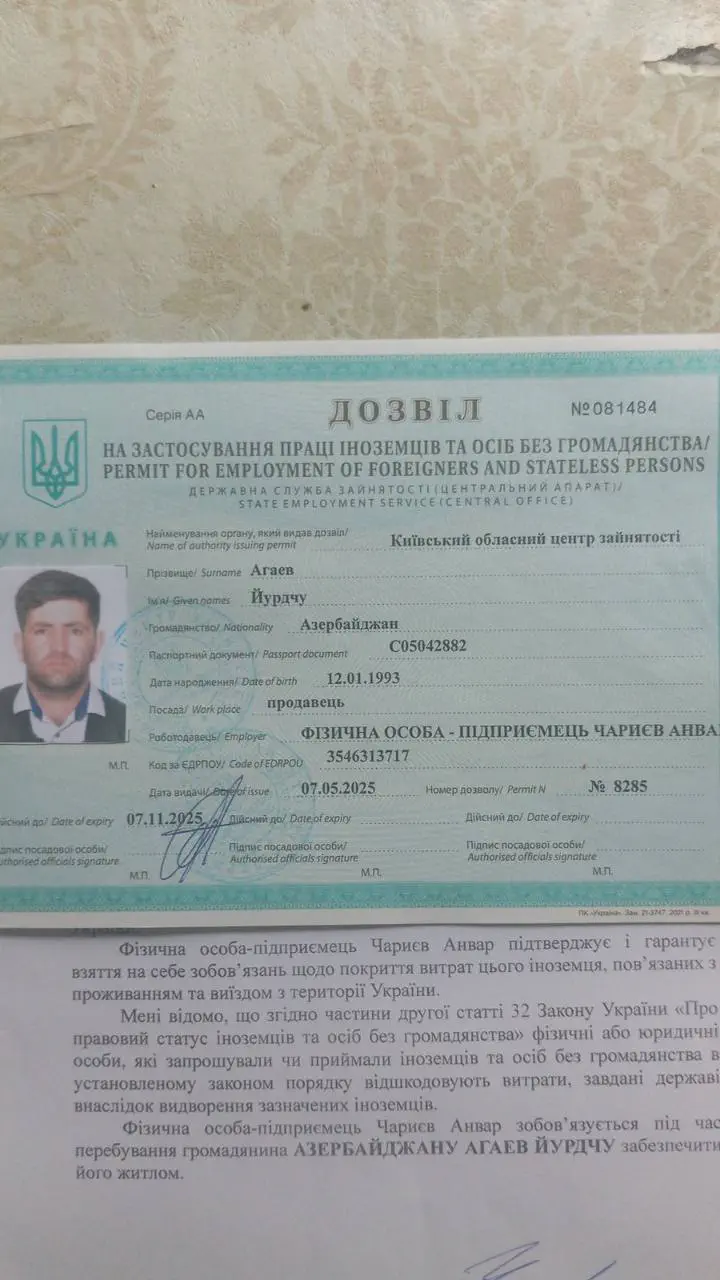 Серія АА
ДОЗВІЛ
№081484
НА ЗАСТОСУВАННЯ ПРАЦІ ІНОЗЕМЦІВ ТА ОСІБ БЕЗ ГРОМАДЯНСТВА/
PERMIT FOR EMPLOYMENT OF FOREIGNERS AND STATELESS PERSONS
ДЕРЖАВНА СЛУЖБА ЗАЙНЯТОСТІ (ЦЕНТРАЛЬНИЙ АПАРАТ)/
STATE EMPLOYMENT SERVICE (CENTRAL OFFICE)
УКРАЇНА
Найменування органу, який видав дозвіл/
Name of authority issuing permit Київський обласний центр зайнятості
Прізвище/ Surname Агаев
Ім'я/ Given names Йурдчу
Громадянство/ Nationality Азербайджан
Паспортний документ/ Passport document С05042882
Дата народження/ Date of birth 12.01.1993
Посада/ Work place продавець
Роботодавець/ Employer ФІЗИЧНА ОСОБА - ПІДПРИЄМЕЦЬ ЧАРИЄВ АНВА
М.П. Код за ЄДРПОУ/ Code of EDRPOU 3546313717
Дата видачі/ Date of issue 07.05.2025 Номер дозволу/ Permit N № 8285
ійсний до/ Date of expiry 07.11.2025 Дійсний до/ Date of expiry Дійсний до/ Date of expiry
дпис посадової особи/ Підпис посадової особи/ Підпис посадової особи/
uthorised officials signature Authorised officials signature Authorised officials signature
М.П. М.П. М.П.
ПК «Україна». Зам. 21-3747. 2021 р. ІІІ кв.
Фізична особа-підприємець Чариєв Анвар підтверджує і гарантує
взяття на себе зобов'язань щодо покриття витрат цього іноземця, пов'язаних з
проживанням та виїздом з території України.
Мені відомо, що згідно частини другої статті 32 Закону України «Про
правовий статус іноземців та осіб без громадянства» фізичні або юридичні
особи, які запрошували чи приймали іноземців та осіб без громадянства в
установленому законом порядку відшкодовують витрати, завдані державі
внаслідок видворення зазначених іноземців.
Фізична особа-підприємець Чариєв Анвар зобов'язується під час
перебування громадянина АЗЕРБАЙДЖАНУ АГАЕВ ЙУРДЧУ забезпечити
його житлом.